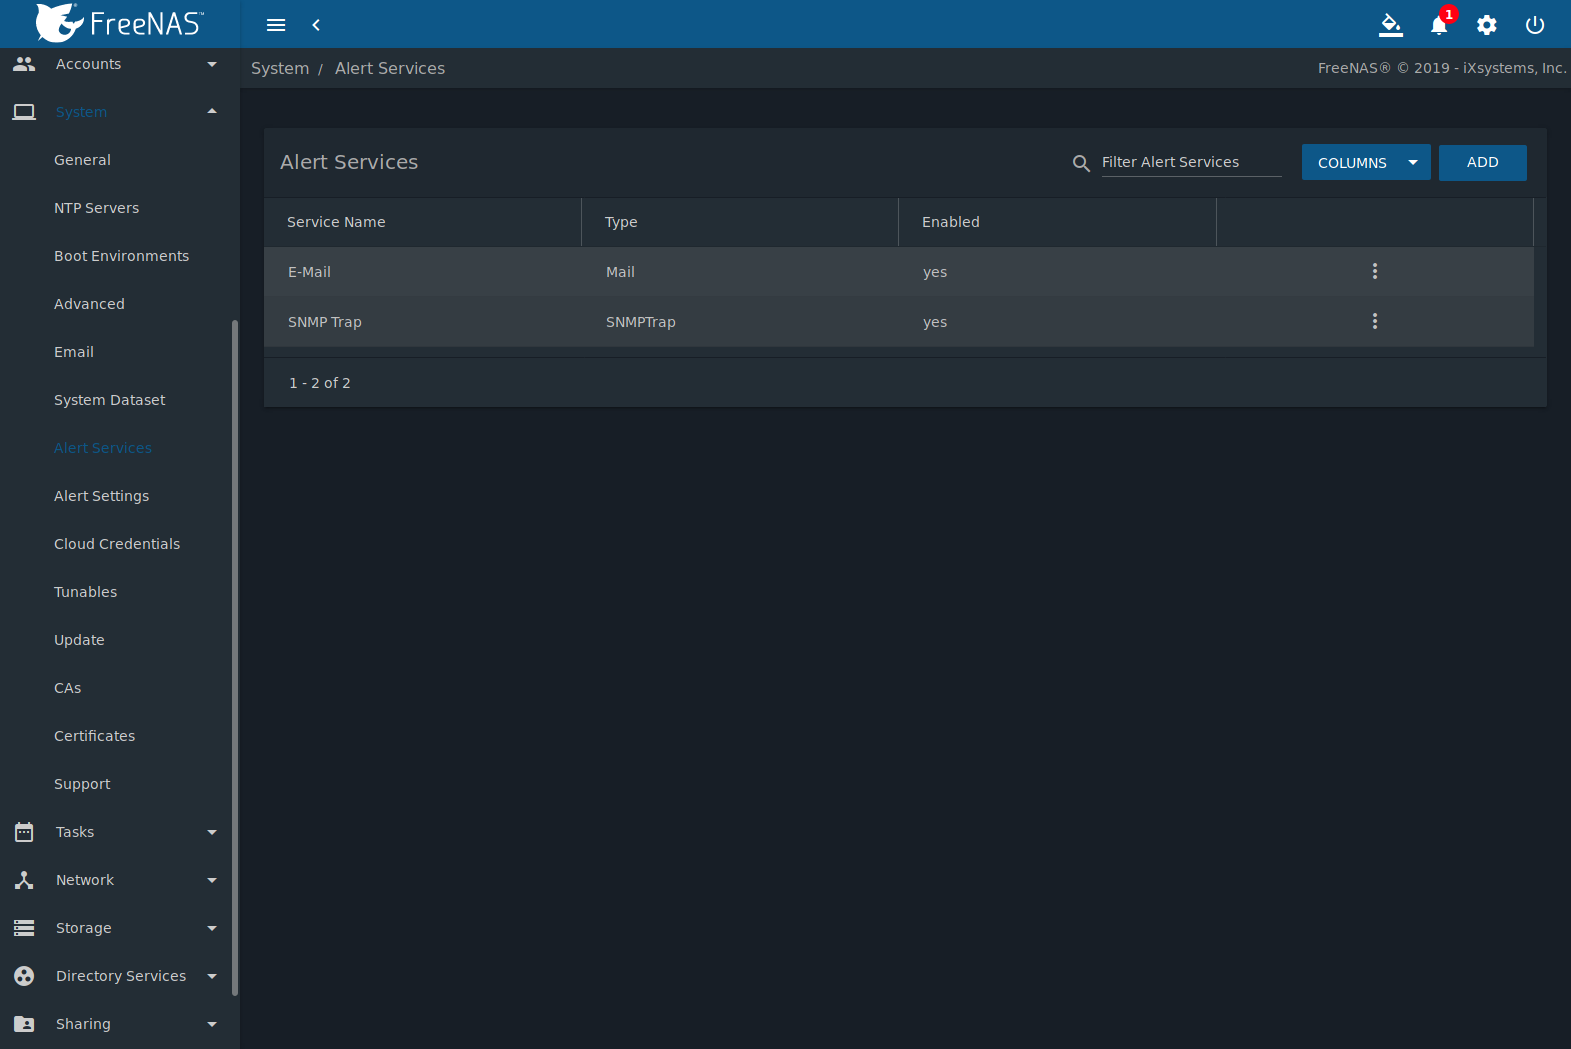 FreeNAS™
1
System / Alert Services
FreeNAS® © 2019 - iXsystems, Inc.
Accounts
System
General
NTP Servers
Boot Environments
Advanced
Email
System Dataset
Alert Services
Alert Settings
Cloud Credentials
Tunables
Update
CAs
Certificates
Support
Tasks
Network
Storage
Directory Services
Sharing
Alert Services
Filter Alert Services
COLUMNS
ADD
Service Name Type Enabled
E-Mail Mail yes
SNMP Trap SNMPTrap yes
1 - 2 of 2